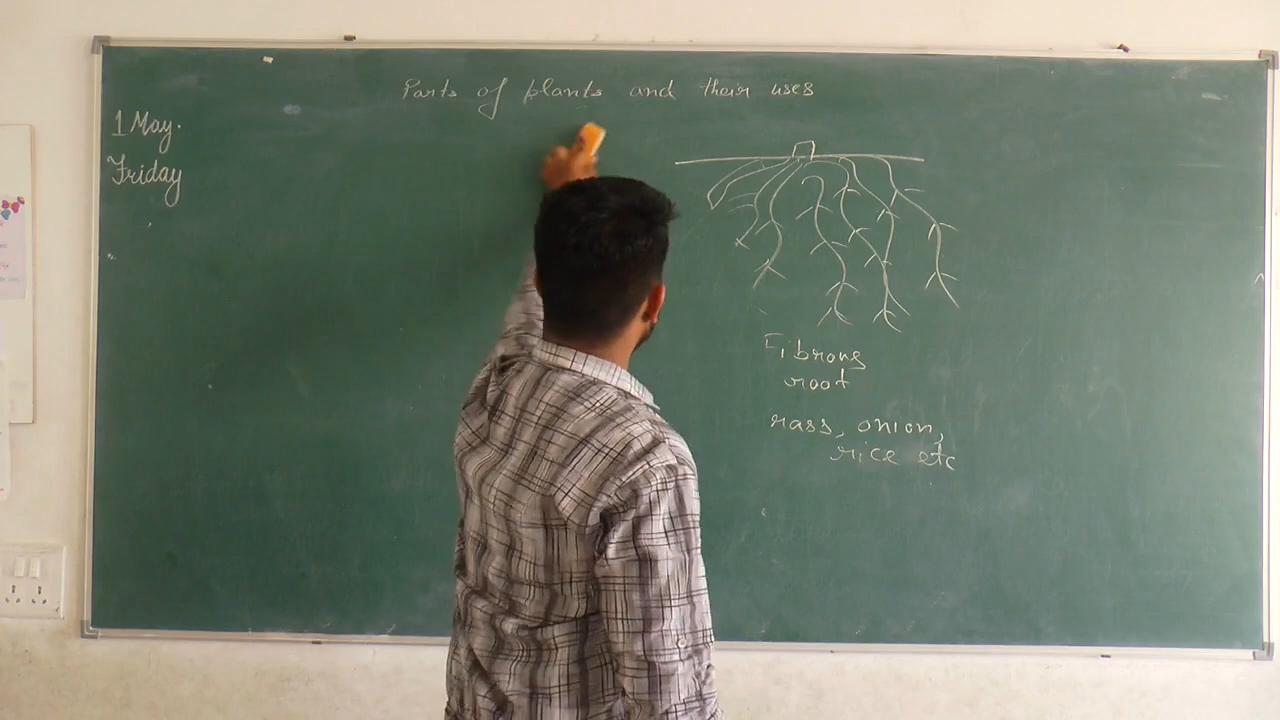 Parts of plants and their uses
1 May.
Friday
Fibrous
root
rass, onion,
rice etc